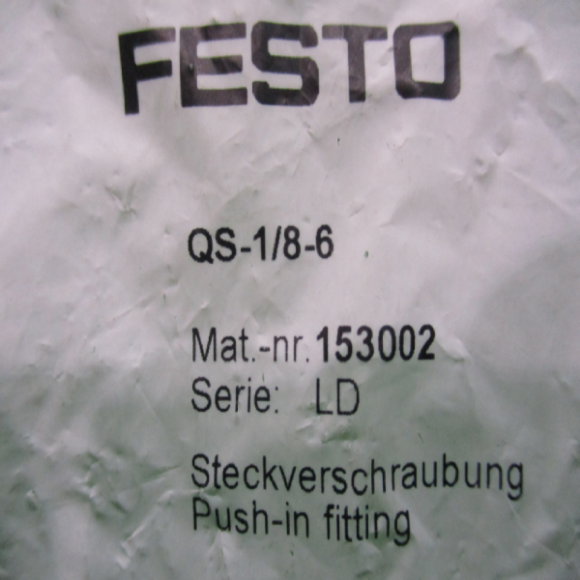 FESTO
QS-1/8-6
Mat.-nr.153002
Serie: LD
Steckverschraubung
Push-in fitting